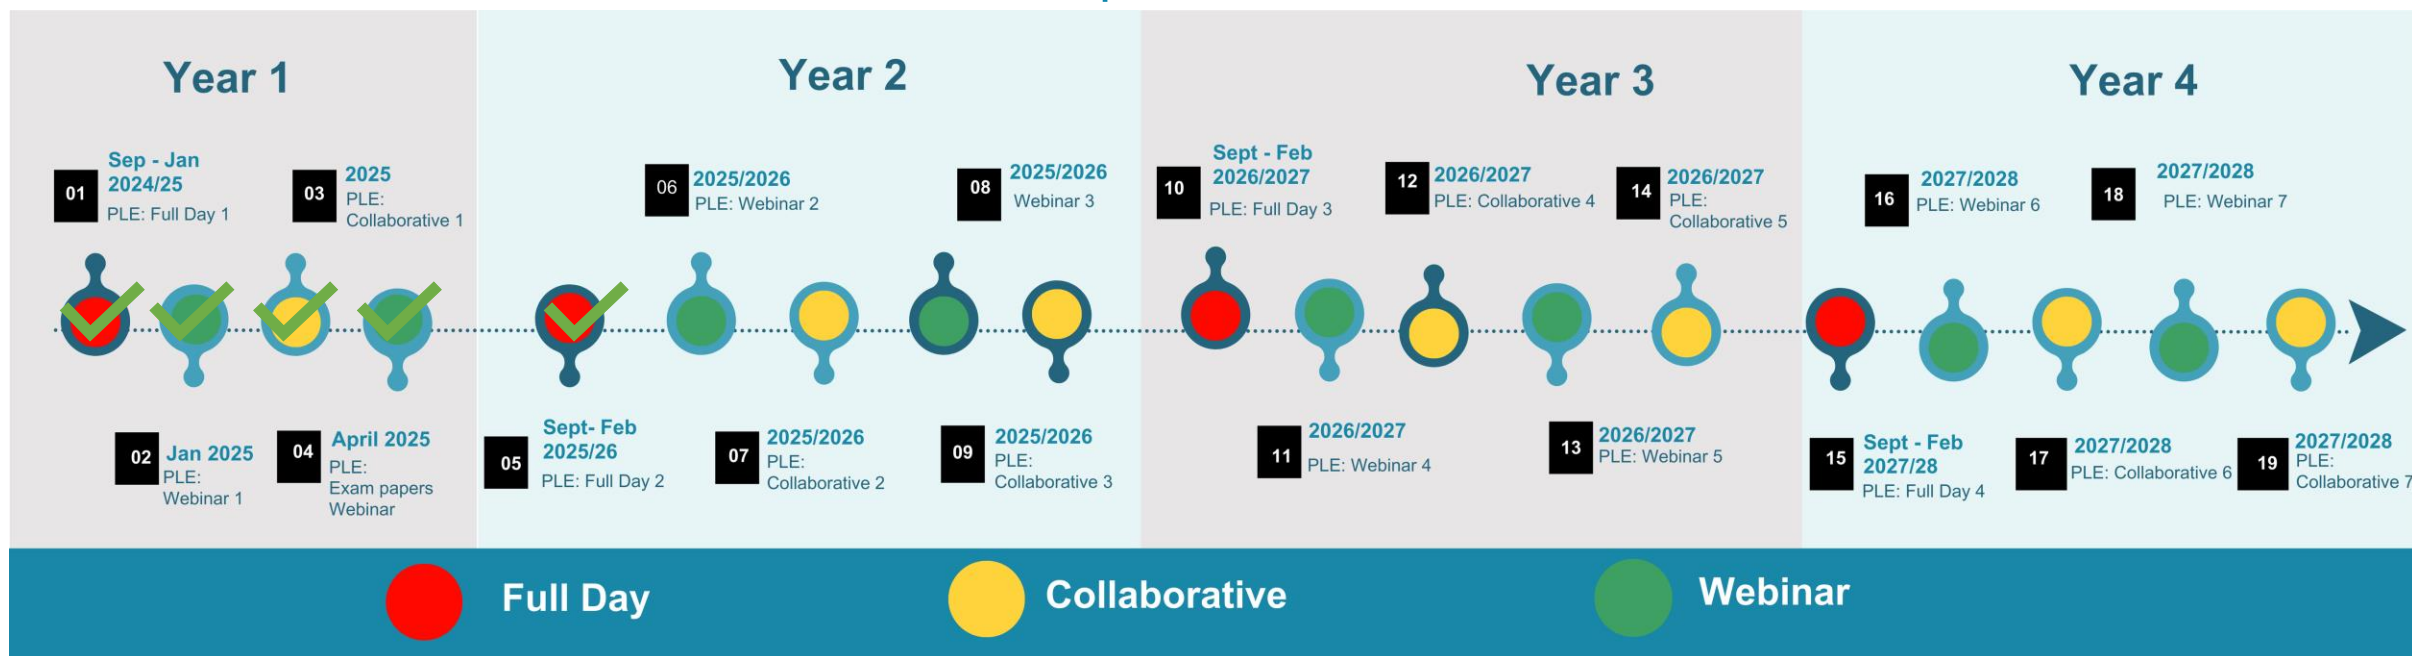 Year 1
Year 2
Year 3
Year 4
01
Sep - Jan
2024/25
PLE: Full Day 1
03
2025
PLE:
Collaborative 1
06
2025/2026
PLE: Webinar 2
08
2025/2026
Webinar 3
10
Sept - Feb
2026/2027
PLE: Full Day 3
12
2026/2027
PLE: Collaborative 4
14
2026/2027
PLE:
Collaborative 5
16
2027/2028
PLE: Webinar 6
18
2027/2028
PLE: Webinar 7
02
Jan 2025
PLE:
Webinar 1
04
April 2025
PLE:
Exam papers
Webinar
05
Sept- Feb
2025/26
PLE: Full Day 2
07
2025/2026
PLE:
Collaborative 2
09
2025/2026
PLE:
Collaborative 3
11
2026/2027
PLE: Webinar 4
13
2026/2027
PLE: Webinar 5
15
Sept - Feb
2027/28
PLE: Full Day 4
17
2027/2028
PLE: Collaborative 6
19
2027/2028
PLE:
Collaborative 7
Full Day
Collaborative
Webinar